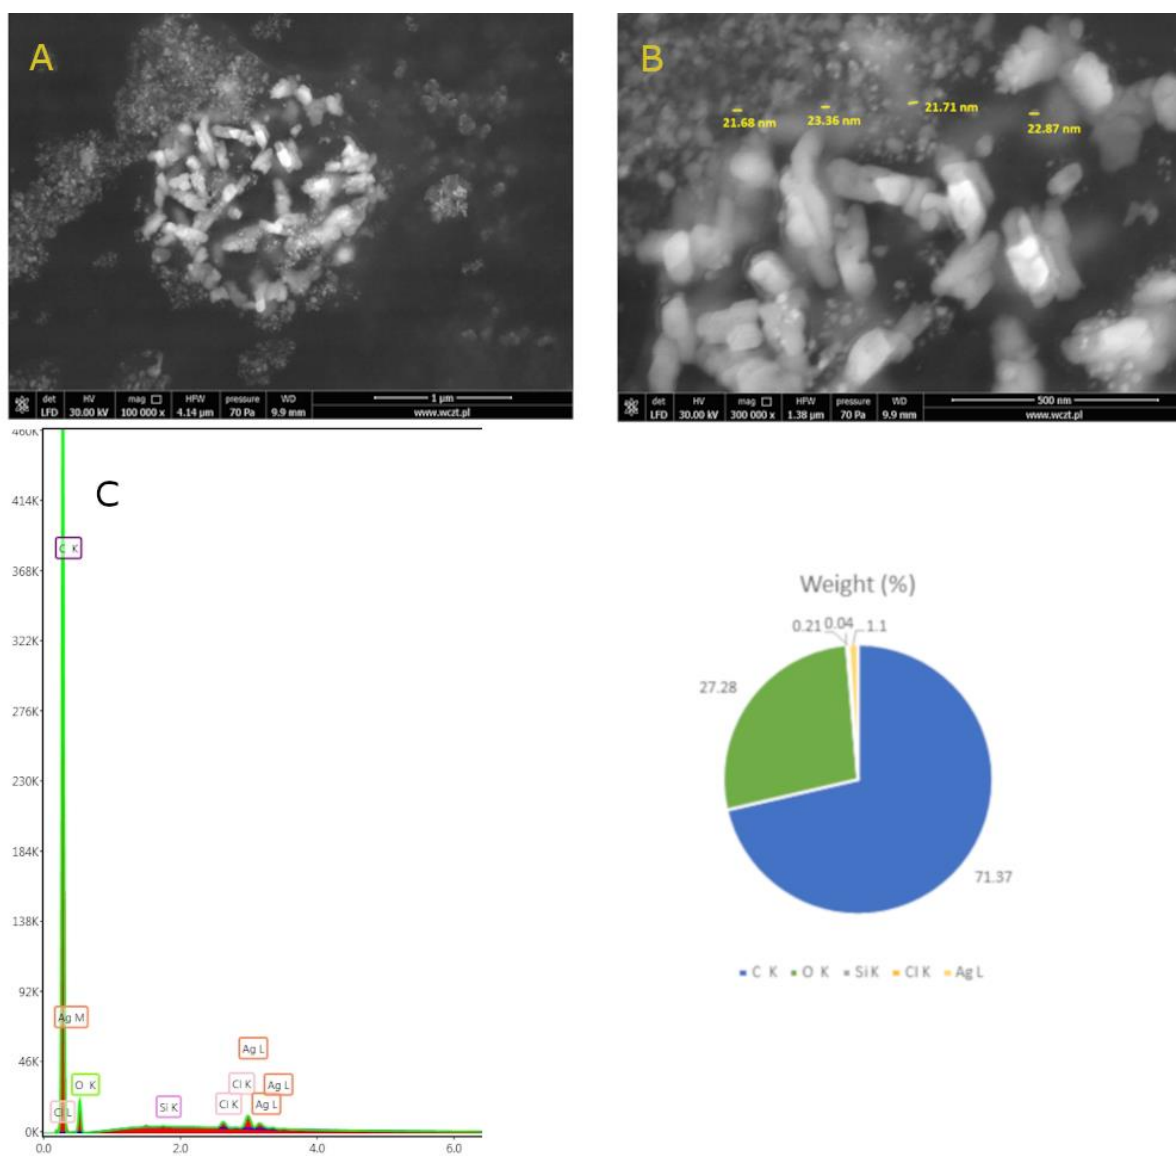 A
det HV mag HFW pressure WD 1 µm
LFD 30.00 kV 100 000 x 4.14 µm 70 Pa 9.9 mm www.wczt.pl
B
21.68 nm 23.36 nm 21.71 nm 22.87 nm
det HV mag HFW pressure WD 500 nm
LFD 30.00 kV 300 000 x 1.38 µm 70 Pa 9.9 mm www.wczt.pl
C
460K
414K
368K
322K
276K
230K
184K
138K
92K
46K
0K
0.0 2.0 4.0 6.0
C K
Ag M
O K
Cl L
Si K
Cl K
Cl K
Ag L
Ag L
Ag L
Weight (%)
0.21 0.04 1.1
27.28
71.37
C K O K Si K Cl K Ag L